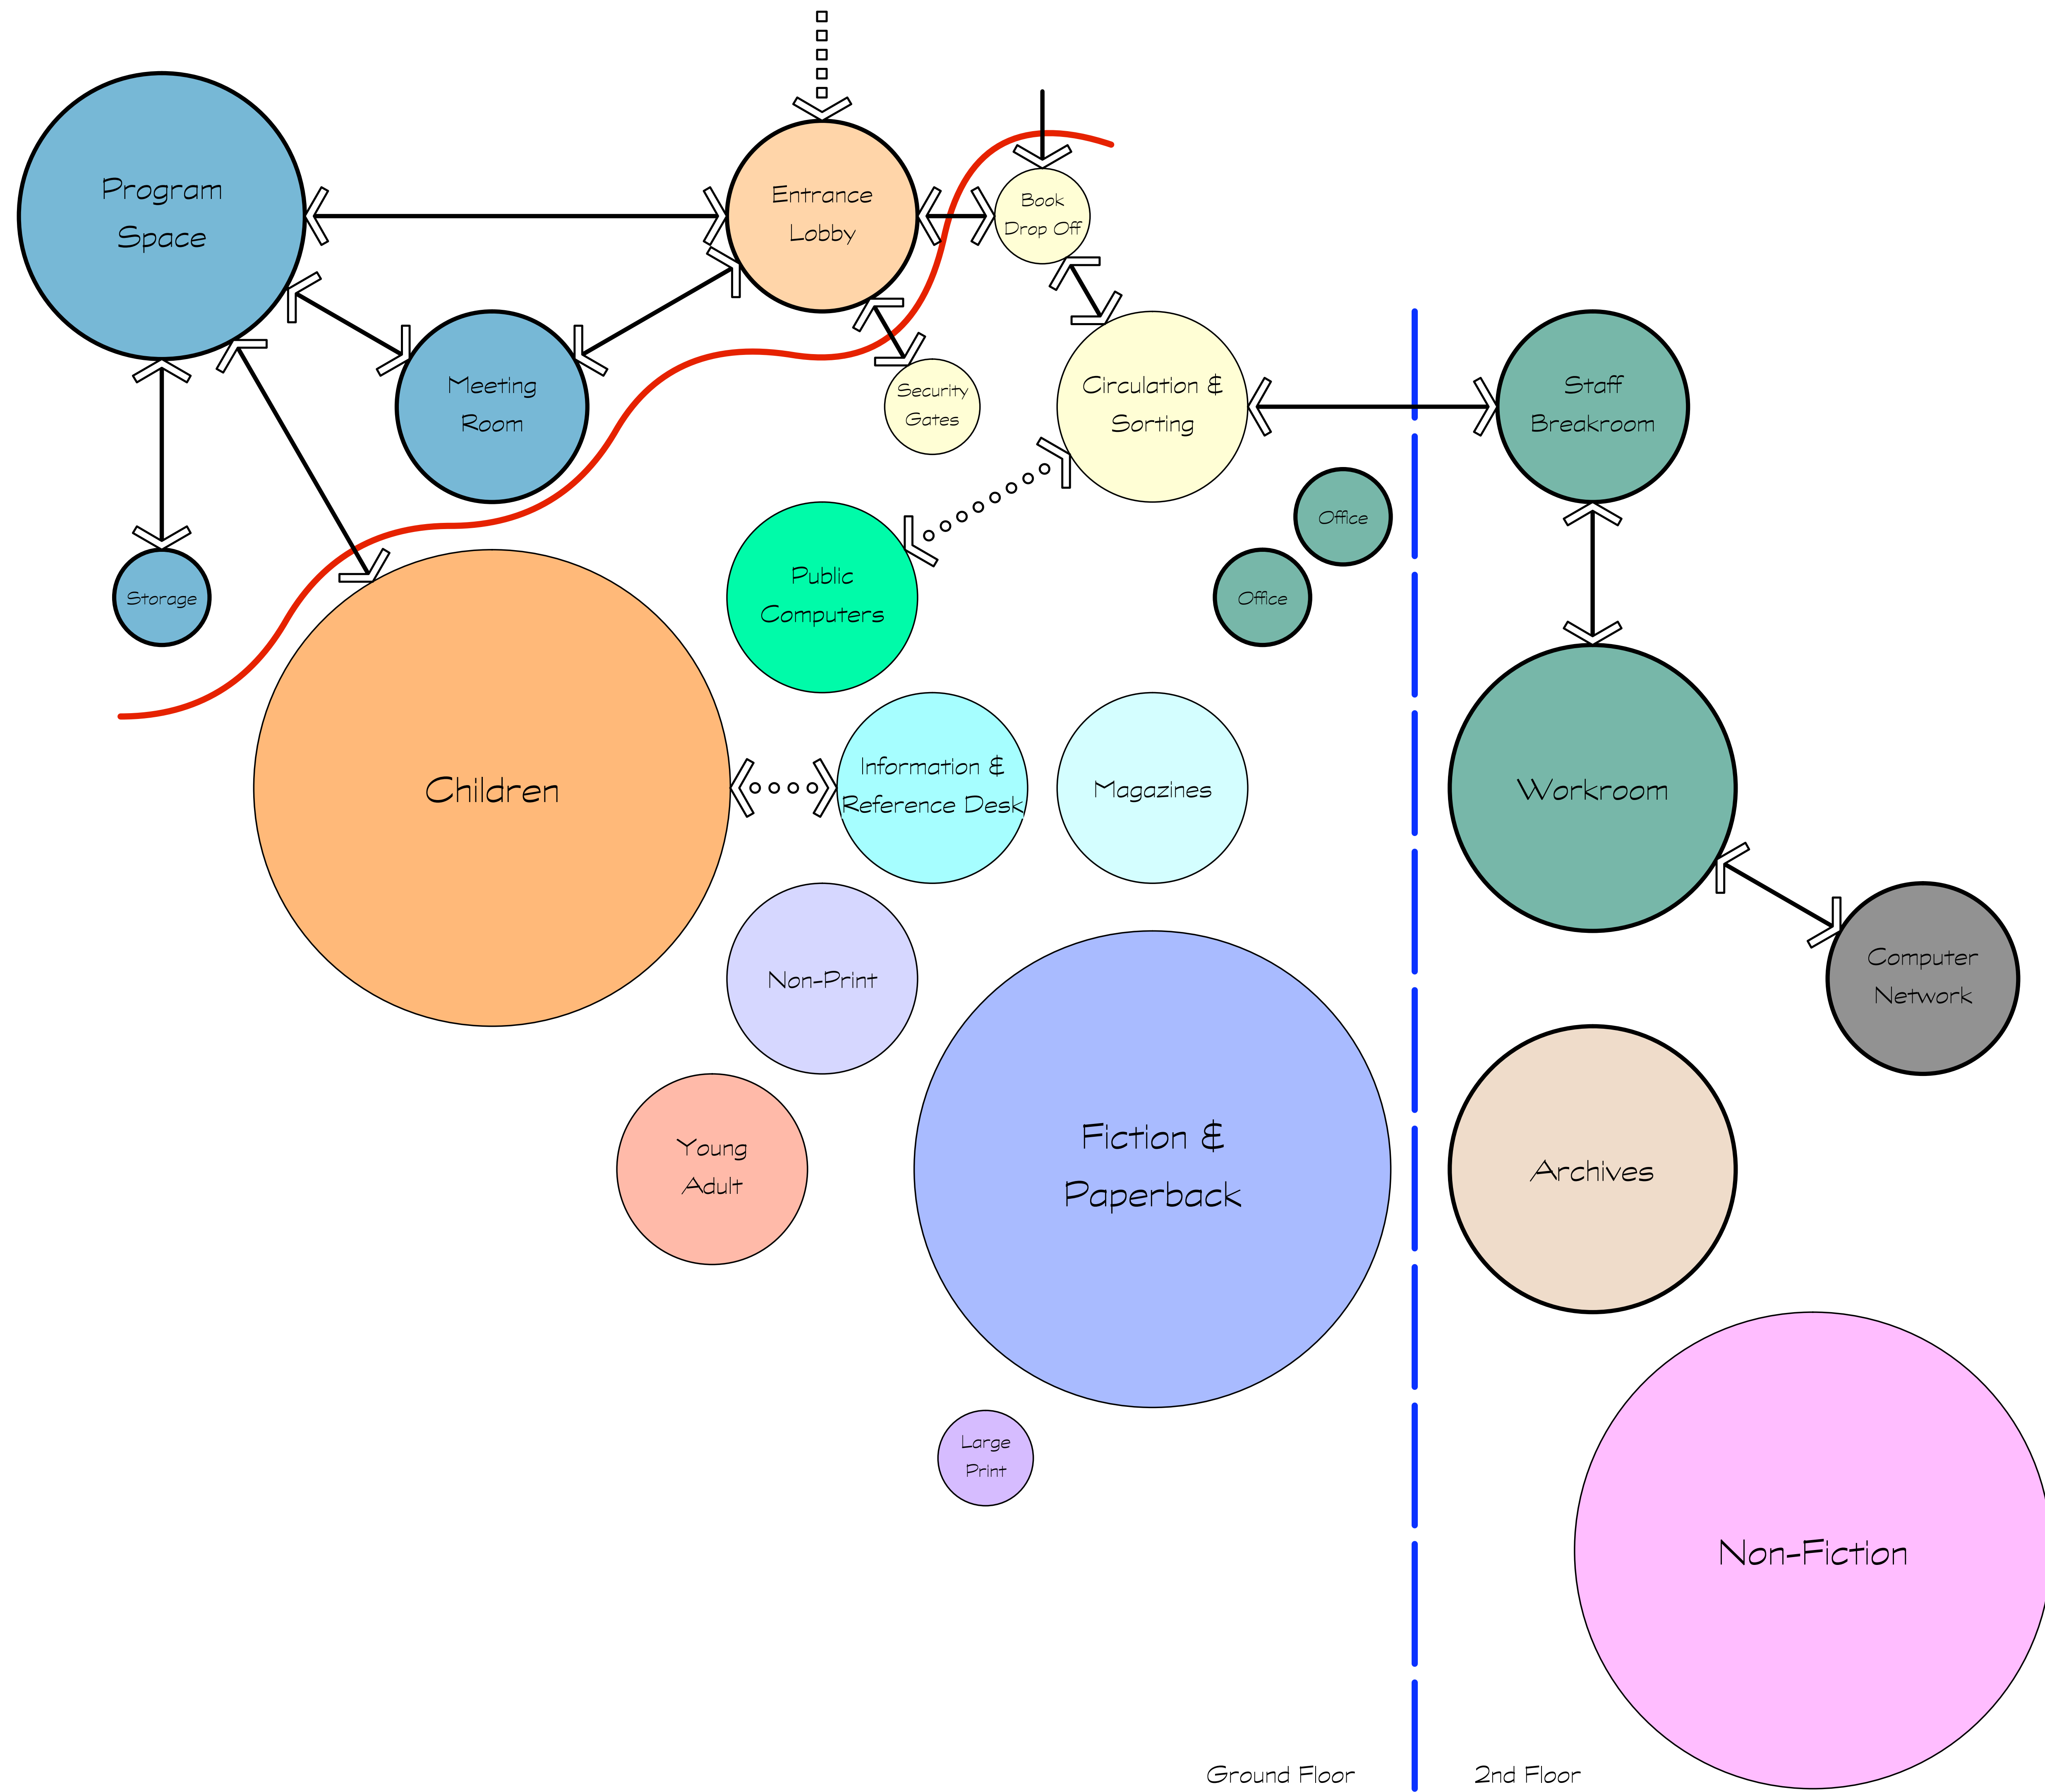 Program
Space
Entrance
Lobby
Book
Drop Off
Meeting
Room
Security
Gates
Circulation &
Sorting
Staff
Breakroom
Office
Office
Storage
Public
Computers
Children
Information &
Reference Desk
Magazines
Workroom
Non-Print
Computer
Network
Young
Adult
Fiction &
Paperback
Archives
Large
Print
Non-Fiction
Ground Floor
2nd Floor